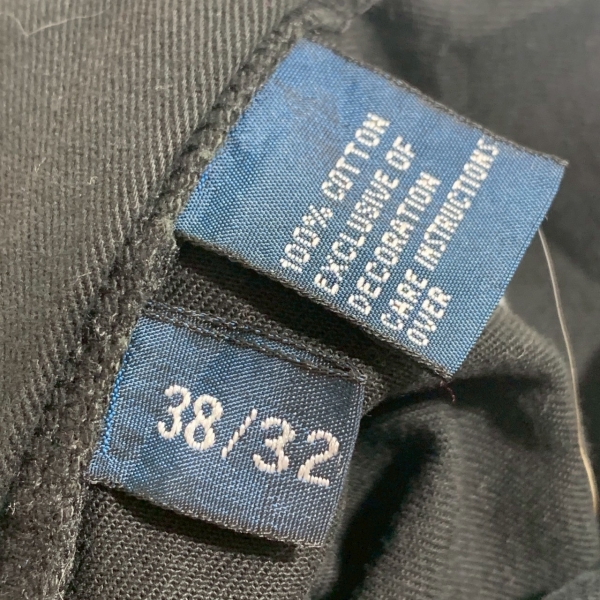 100% COTTON
EXCLUSIVE OF
DECORATION
CARE INSTRUCTIONS
OVER
38/32